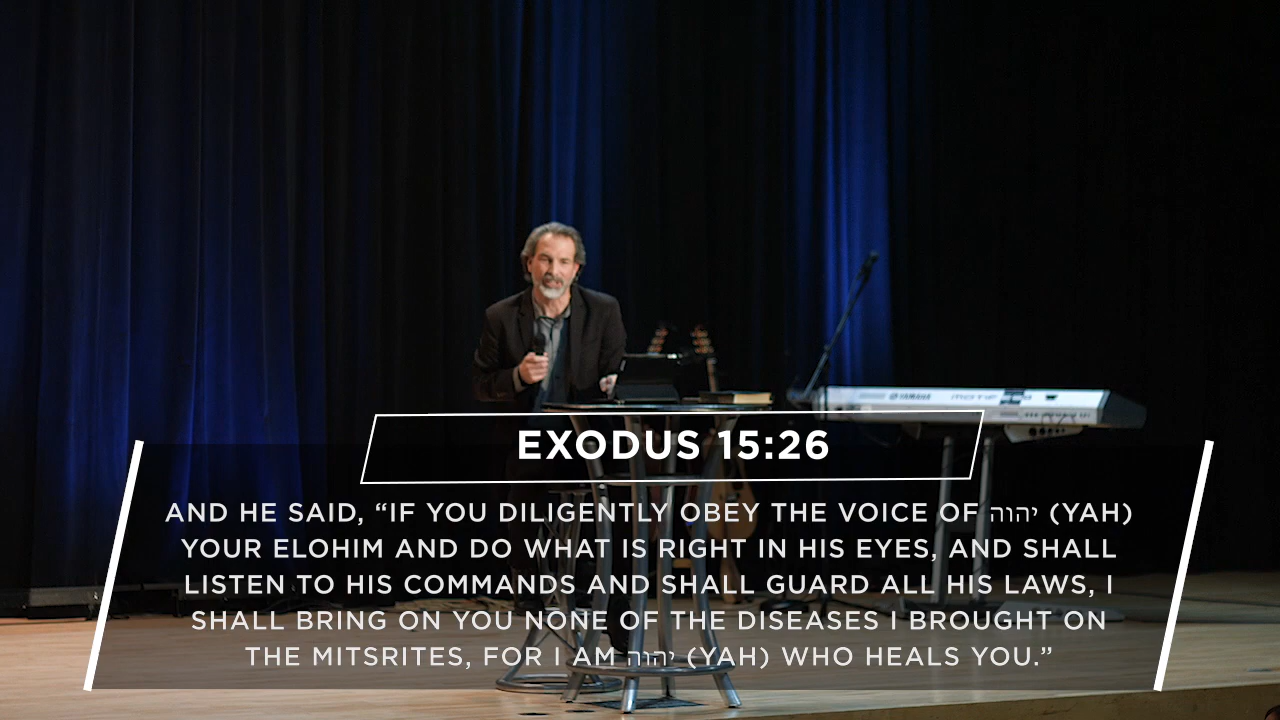 YAMAHA
EXODUS 15:26
AND HE SAID, “IF YOU DILIGENTLY OBEY THE VOICE OF יהוה (YAH)
YOUR ELOHIM AND DO WHAT IS RIGHT IN HIS EYES, AND SHALL
LISTEN TO HIS COMMANDS AND SHALL GUARD ALL HIS LAWS, I
SHALL BRING ON YOU NONE OF THE DISEASES I BROUGHT ON
THE MITSRITES, FOR I AM יהוה (YAH) WHO HEALS YOU.”